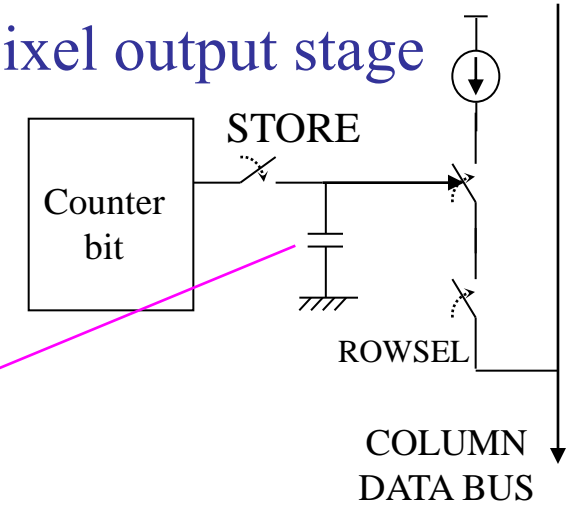 ixel output stage
STORE
Counter
bit
ROWSEL
COLUMN
DATA BUS